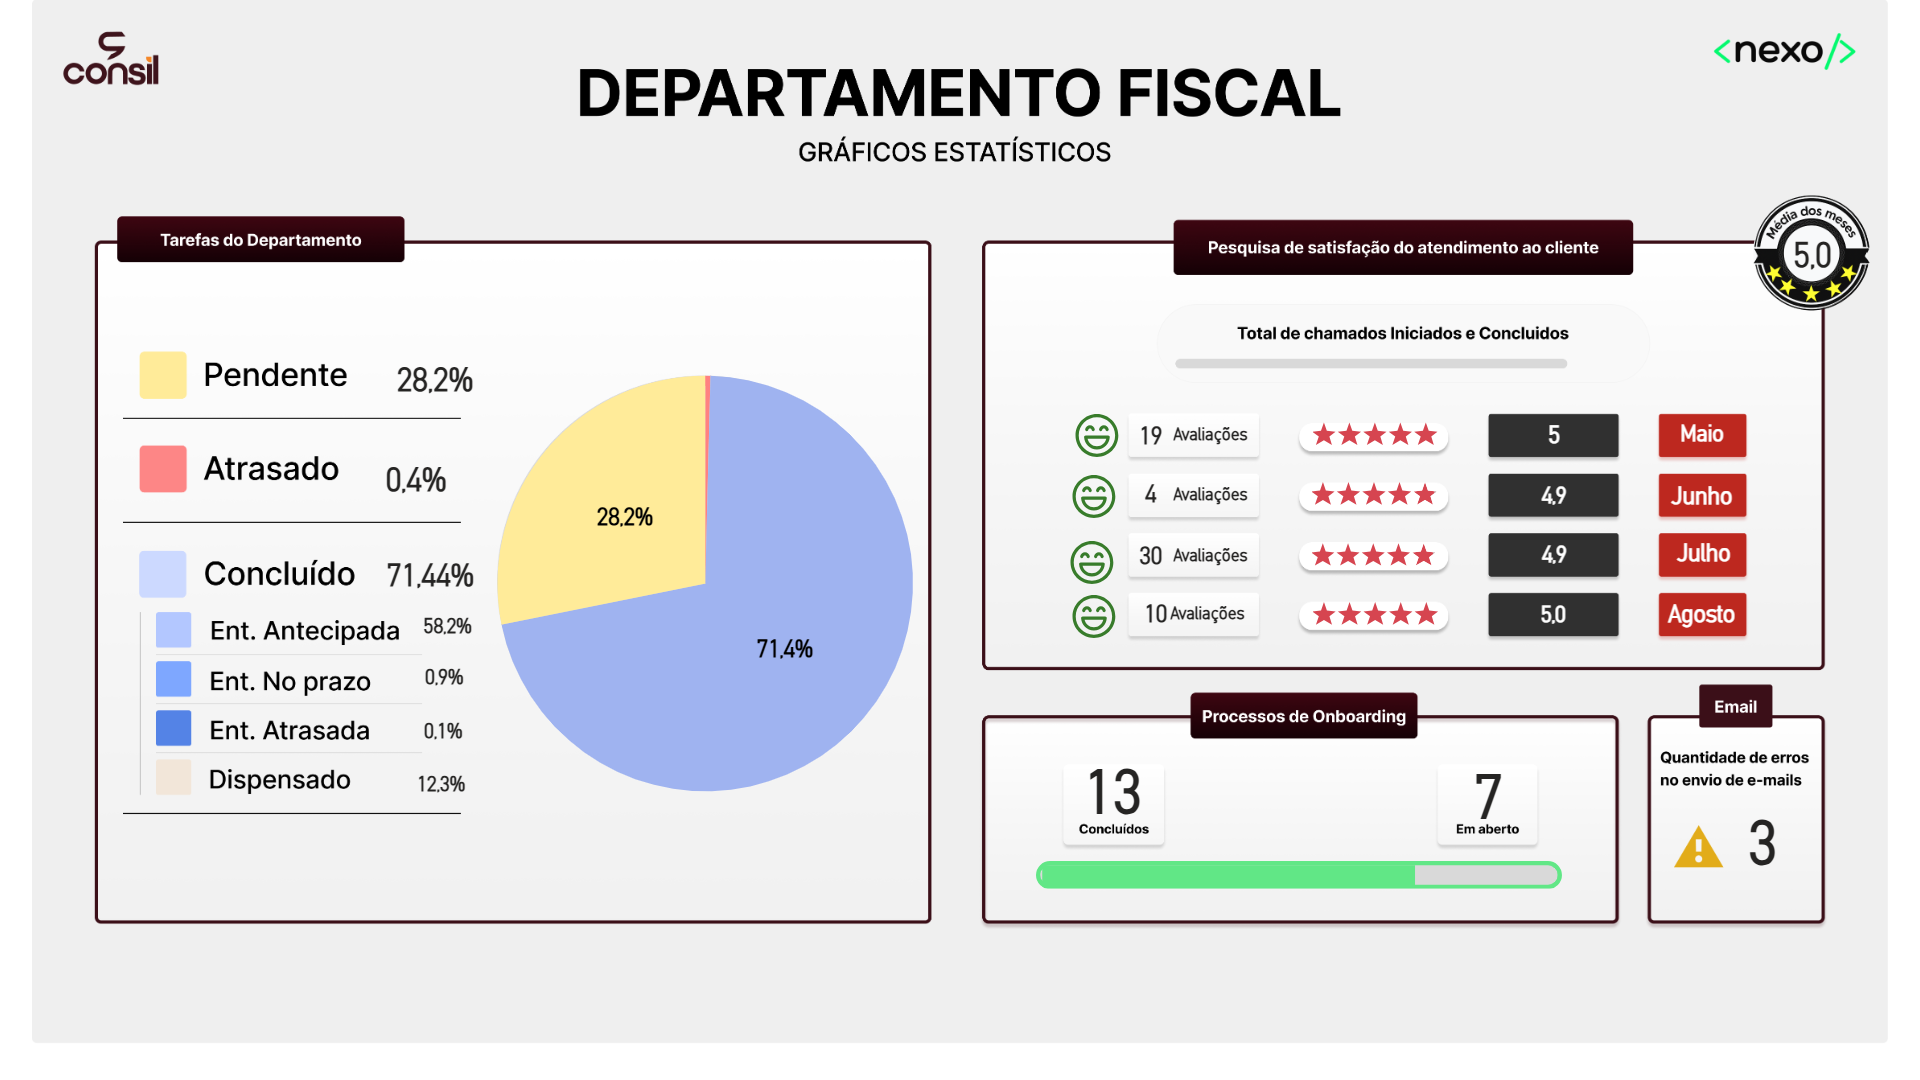 consil
<nexo/>
DEPARTAMENTO FISCAL
GRÁFICOS ESTATÍSTICOS
Tarefas do Departamento
Pendente 28,2%
Atrasado 0,4%
Concluído 71,44%
Ent. Antecipada 58,2%
Ent. No prazo 0,9%
Ent. Atrasada 0,1%
Dispensado 12,3%
28,2%
71,4%
Pesquisa de satisfação do atendimento ao cliente
Média dos meses
5,0
Total de chamados Iniciados e Concluidos
19 Avaliações 5 Maio
4 Avaliações 4,9 Junho
30 Avaliações 4,9 Julho
10 Avaliações 5,0 Agosto
Processos de Onboarding
13
Concluídos
7
Em aberto
Email
Quantidade de erros
no envio de e-mails
3